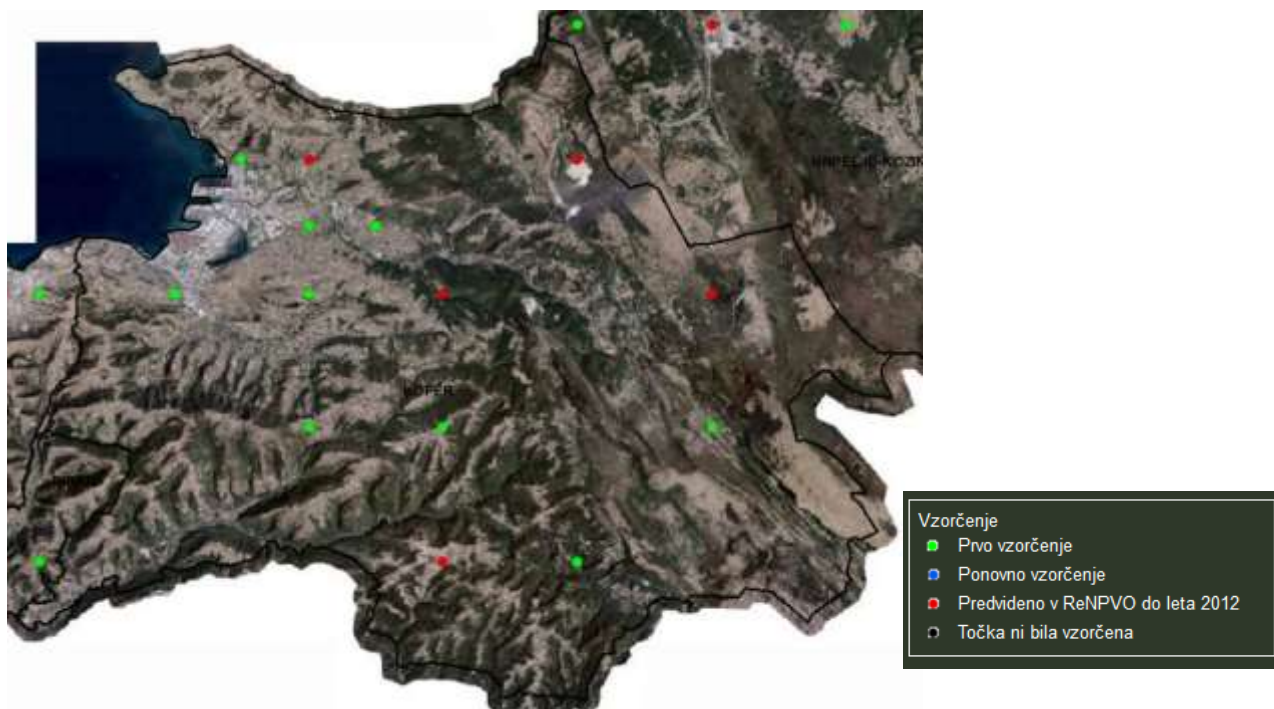 KOPER
Vzorčenje
Prvo vzorčenje
Ponovno vzorčenje
Predvideno v ReNPVO do leta 2012
Točka ni bila vzorčena